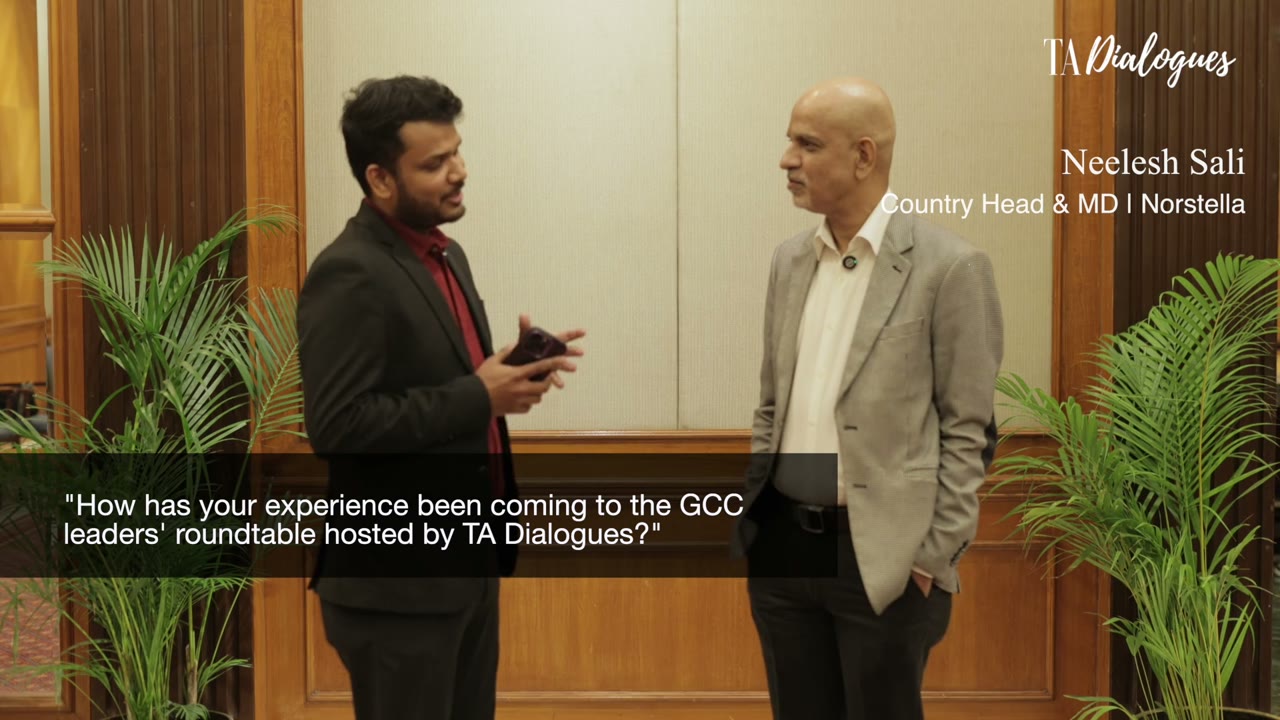 TA Dialogues
Neelesh Sali
Country Head & MD | Norstella
"How has your experience been coming to the GCC
leaders' roundtable hosted by TA Dialogues?"